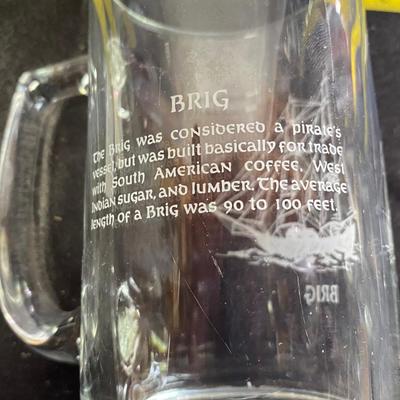 BRIG
The Brig was considered a pirate's
vessel, but was built basically for trade
with South American coffee, West
Indian sugar, and lumber. The average
length of a Brig was 90 to 100 feet.
BRIG